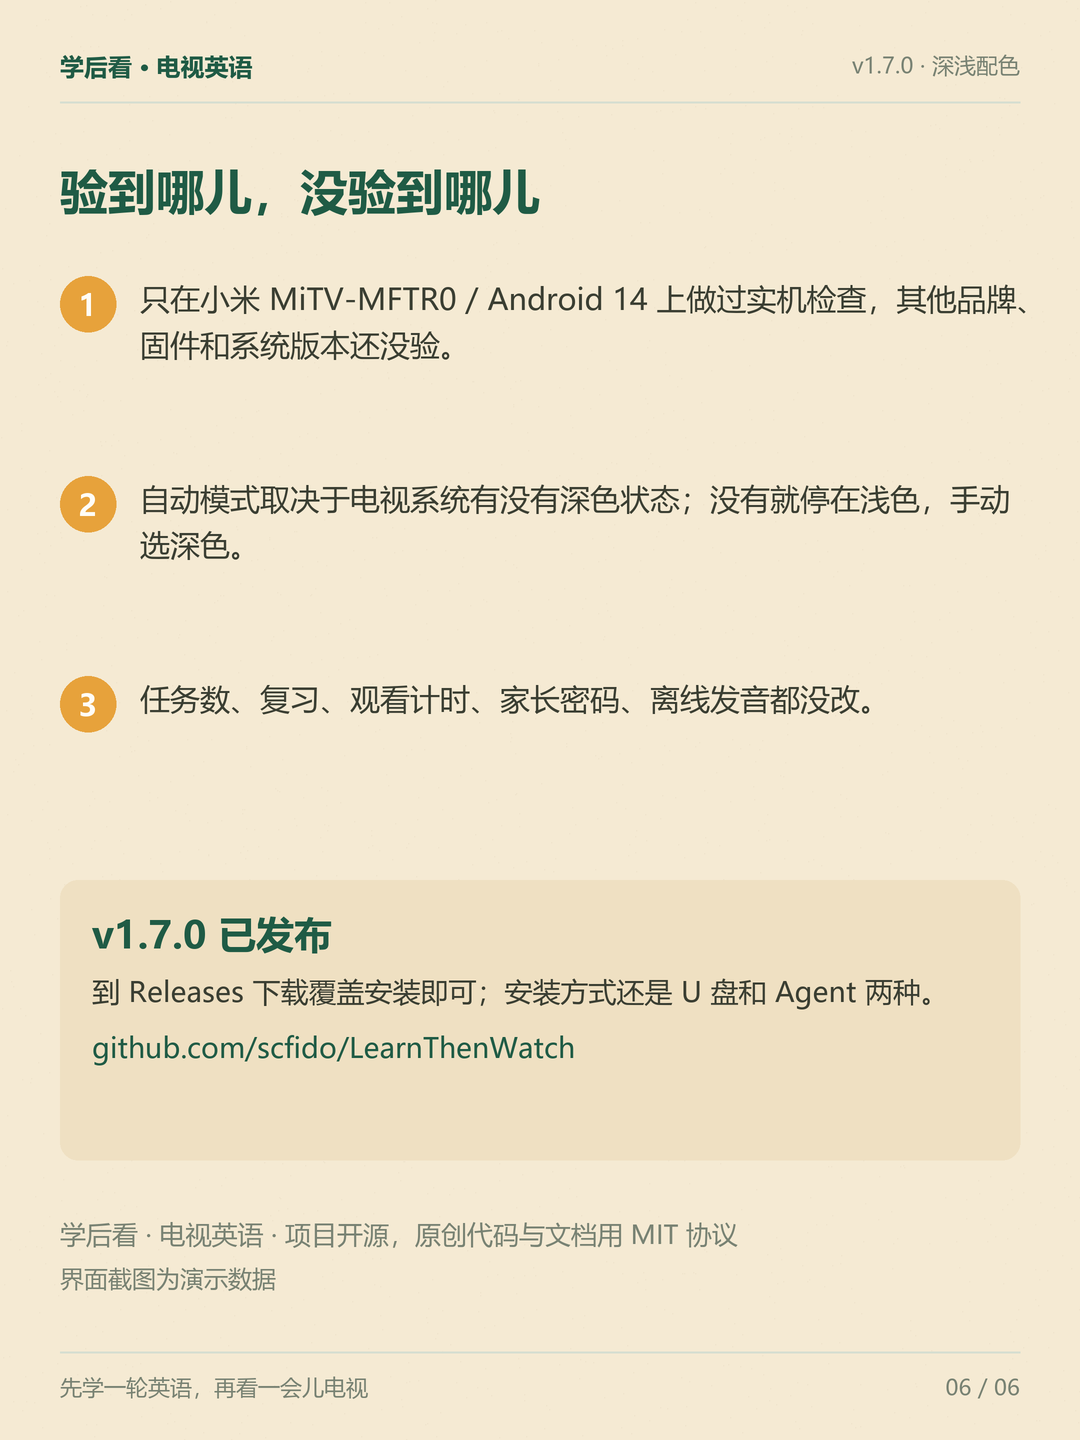 学后看·电视英语
v1.7.0 · 深浅配色
验到哪儿，没验到哪儿
1
只在小米 MiTV-MFTR0 / Android 14 上做过实机检查，其他品牌、
固件和系统版本还没验。
2
自动模式取决于电视系统有没有深色状态；没有就停在浅色，手动
选深色。
3
任务数、复习、观看计时、家长密码、离线发音都没改。
v1.7.0 已发布
到 Releases 下载覆盖安装即可；安装方式还是 U 盘和 Agent 两种。
github.com/scfido/LearnThenWatch
学后看 · 电视英语 · 项目开源，原创代码与文档用 MIT 协议
界面截图为演示数据
先学一轮英语，再看一会儿电视
06 / 06